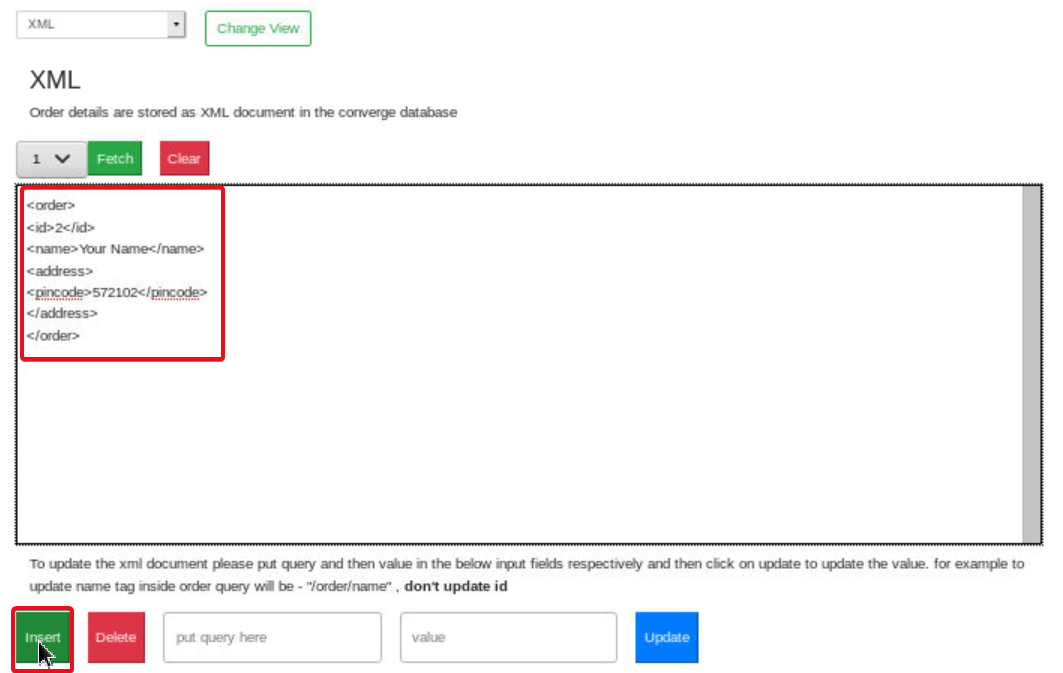 XML
Change View
XML
Order details are stored as XML document in the converge database
1
Fetch
Clear
<order>
<id>2</id>
<name>Your Name</name>
<address>
<pincode>572102</pincode>
</address>
</order>
To update the xml document please put query and then value in the below input fields respectively and then click on update to update the value. for example to
update name tag inside order query will be - "/order/name" , don't update id
Insert
Delete
put query here
value
Update